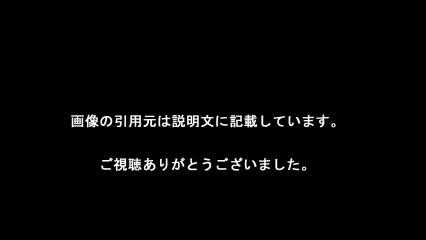 画像の引用元は説明文に記載しています。
ご視聴ありがとうございました。